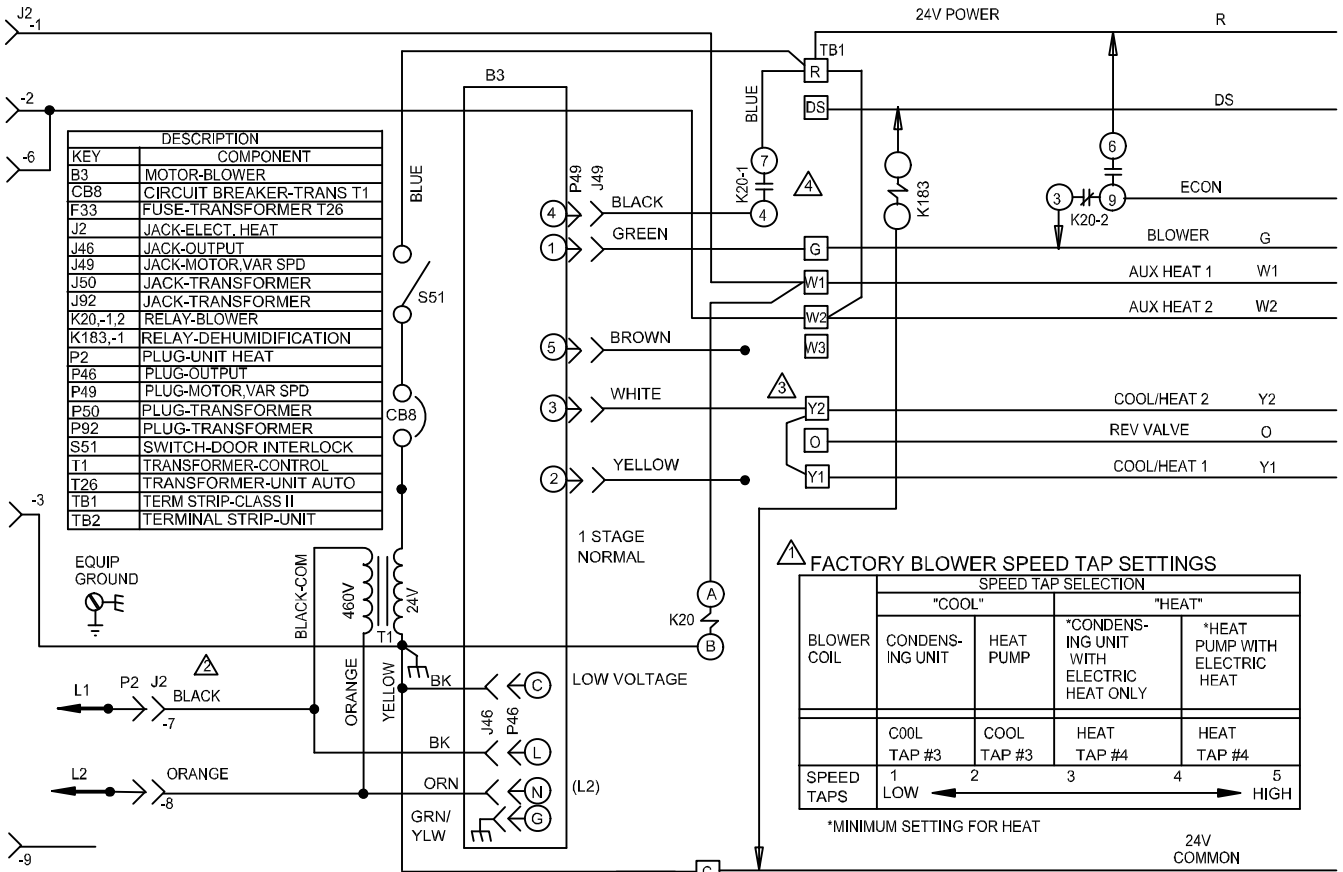 J2
-1
24V POWER
R
TB1
R
B3
-2
BLUE
DS
DS
-6
DESCRIPTION
KEY COMPONENT
B3 MOTOR-BLOWER
CB8 CIRCUIT BREAKER-TRANS T1
F33 FUSE-TRANSFORMER T26
J2 JACK-ELECT. HEAT
J46 JACK-OUTPUT
J49 JACK-MOTOR,VAR SPD
J50 JACK-TRANSFORMER
J92 JACK-TRANSFORMER
K20,-1,2 RELAY-BLOWER
K183,-1 RELAY-DEHUMIDIFICATION
P2 PLUG-UNIT HEAT
P46 PLUG-OUTPUT
P49 PLUG-MOTOR,VAR SPD
P50 PLUG-TRANSFORMER
P92 PLUG-TRANSFORMER
S51 SWITCH-DOOR INTERLOCK
T1 TRANSFORMER-CONTROL
T26 TRANSFORMER-UNIT AUTO
TB1 TERM STRIP-CLASS II
TB2 TERMINAL STRIP-UNIT
BLUE
S51
CB8
P49
J49
4
BLACK
1
GREEN
5
BROWN
3
WHITE
2
YELLOW
7
K20-1
4
4
K183
6
3
9
K20-2
ECON
G
BLOWER G
W1
AUX HEAT 1 W1
W2
AUX HEAT 2 W2
W3
3
Y2
COOL/HEAT 2 Y2
O
REV VALVE O
Y1
COOL/HEAT 1 Y1
-3
EQUIP
GROUND
BLACK-COM
460V
24V
T1
1 STAGE
NORMAL
A
K20
B
2
ORANGE
YELLOW
BK
C
LOW VOLTAGE
L1
P2
J2
BLACK
-7
J46
P46
BK
L
L2
ORANGE
-8
ORN
N
(L2)
GRN/
YLW
G
-9
1
FACTORY BLOWER SPEED TAP SETTINGS
SPEED TAP SELECTION
"COOL" "HEAT"
BLOWER
COIL
CONDENS-
ING UNIT
HEAT
PUMP
*CONDENS-
ING UNIT
WITH
ELECTRIC
HEAT ONLY
*HEAT
PUMP WITH
ELECTRIC
HEAT
C00L
TAP #3
COOL
TAP #3
HEAT
TAP #4
HEAT
TAP #4
SPEED
TAPS
1 2 3 4 5
LOW HIGH
*MINIMUM SETTING FOR HEAT
24V
COMMON
C